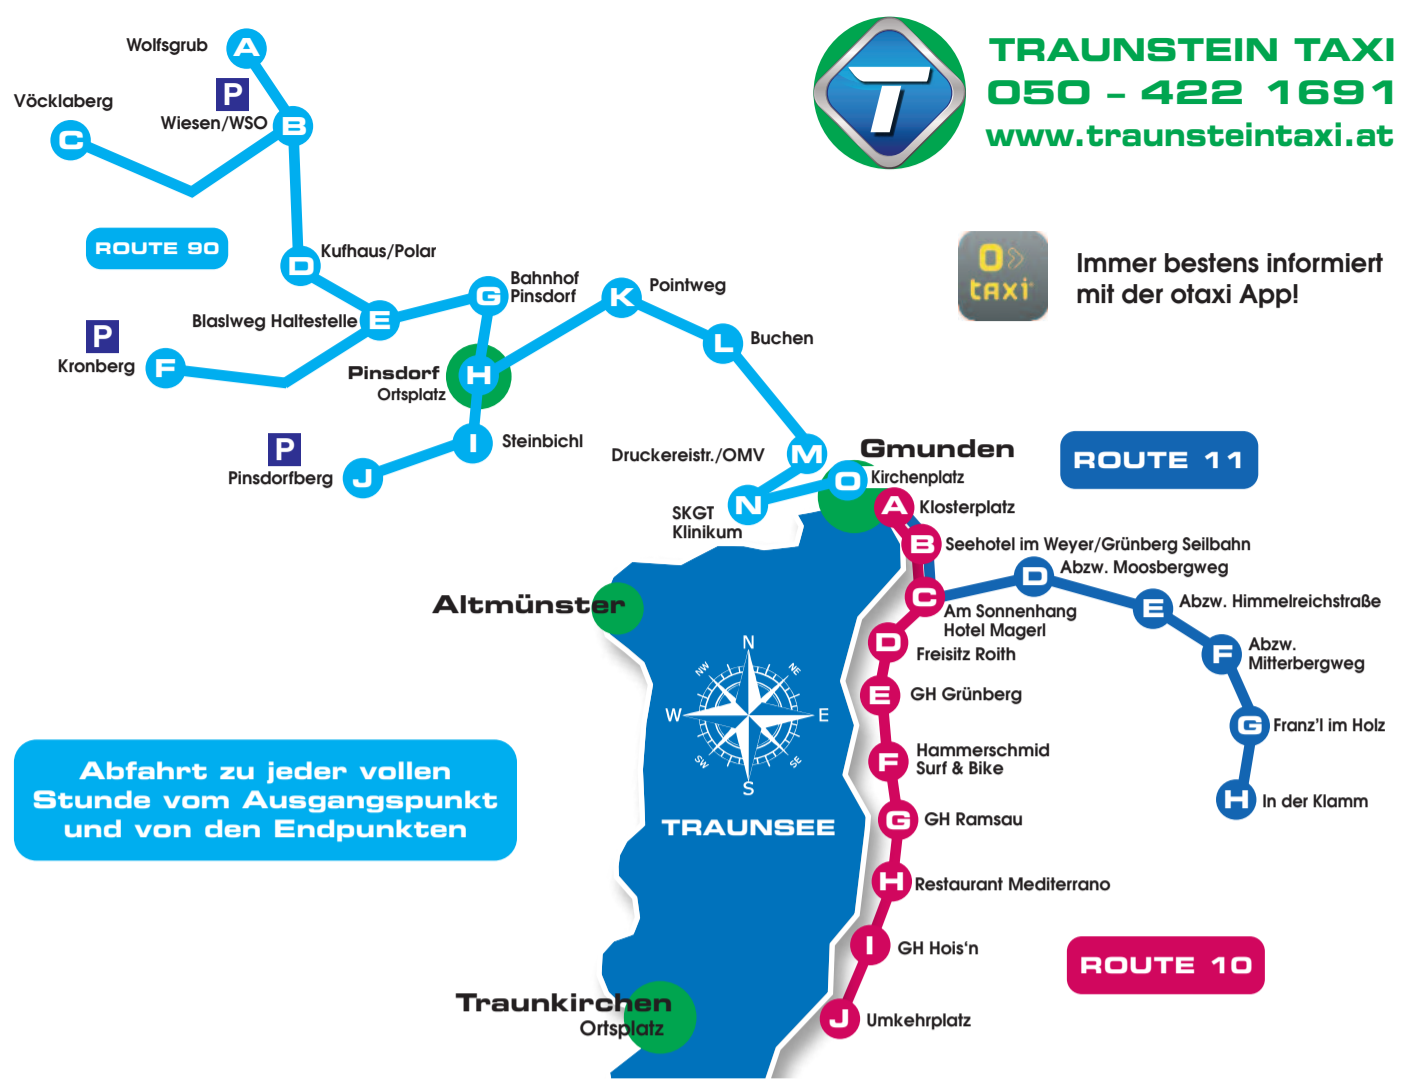 TRAUNSTEIN TAXI
050 – 422 1691
www.traunsteintaxi.at
T
O
taxi
Immer bestens informiert
mit der otaxi App!
Wolfsgrub
A
P
Vöcklaberg
C
Wiesen/WSO
B
ROUTE 90
Kufhaus/Polar
D
Blaslweg Haltestelle
E
Bahnhof
Pinsdorf
G
P
Kronberg
F
Pinsdorf
Ortsplatz
H
Pointweg
K
Buchen
L
P
Pinsdorfberg
J
Steinbichl
I
Druckereistr./OMV
M
SKGT
Klinikum
N
Gmunden
Kirchenplatz
O
ROUTE 11
A
Klosterplatz
B
Seehotel im Weyer/Grünberg Seilbahn
C
Am Sonnenhang
Hotel Magerl
D
Abzw. Moosbergweg
E
Abzw. Himmelreichstraße
F
Abzw.
Mitterbergweg
G
Franz'l im Holz
H
In der Klamm
D
Freisitz Roith
E
GH Grünberg
F
Hammerschmid
Surf & Bike
G
GH Ramsau
H
Restaurant Mediterrano
I
GH Hois‘n
J
Umkehrplatz
ROUTE 10
Altmünster
N
NW
NE
W
E
SW
SE
S
TRAUNSEE
Abfahrt zu jeder vollen
Stunde vom Ausgangspunkt
und von den Endpunkten
Traunkirchen
Ortsplatz